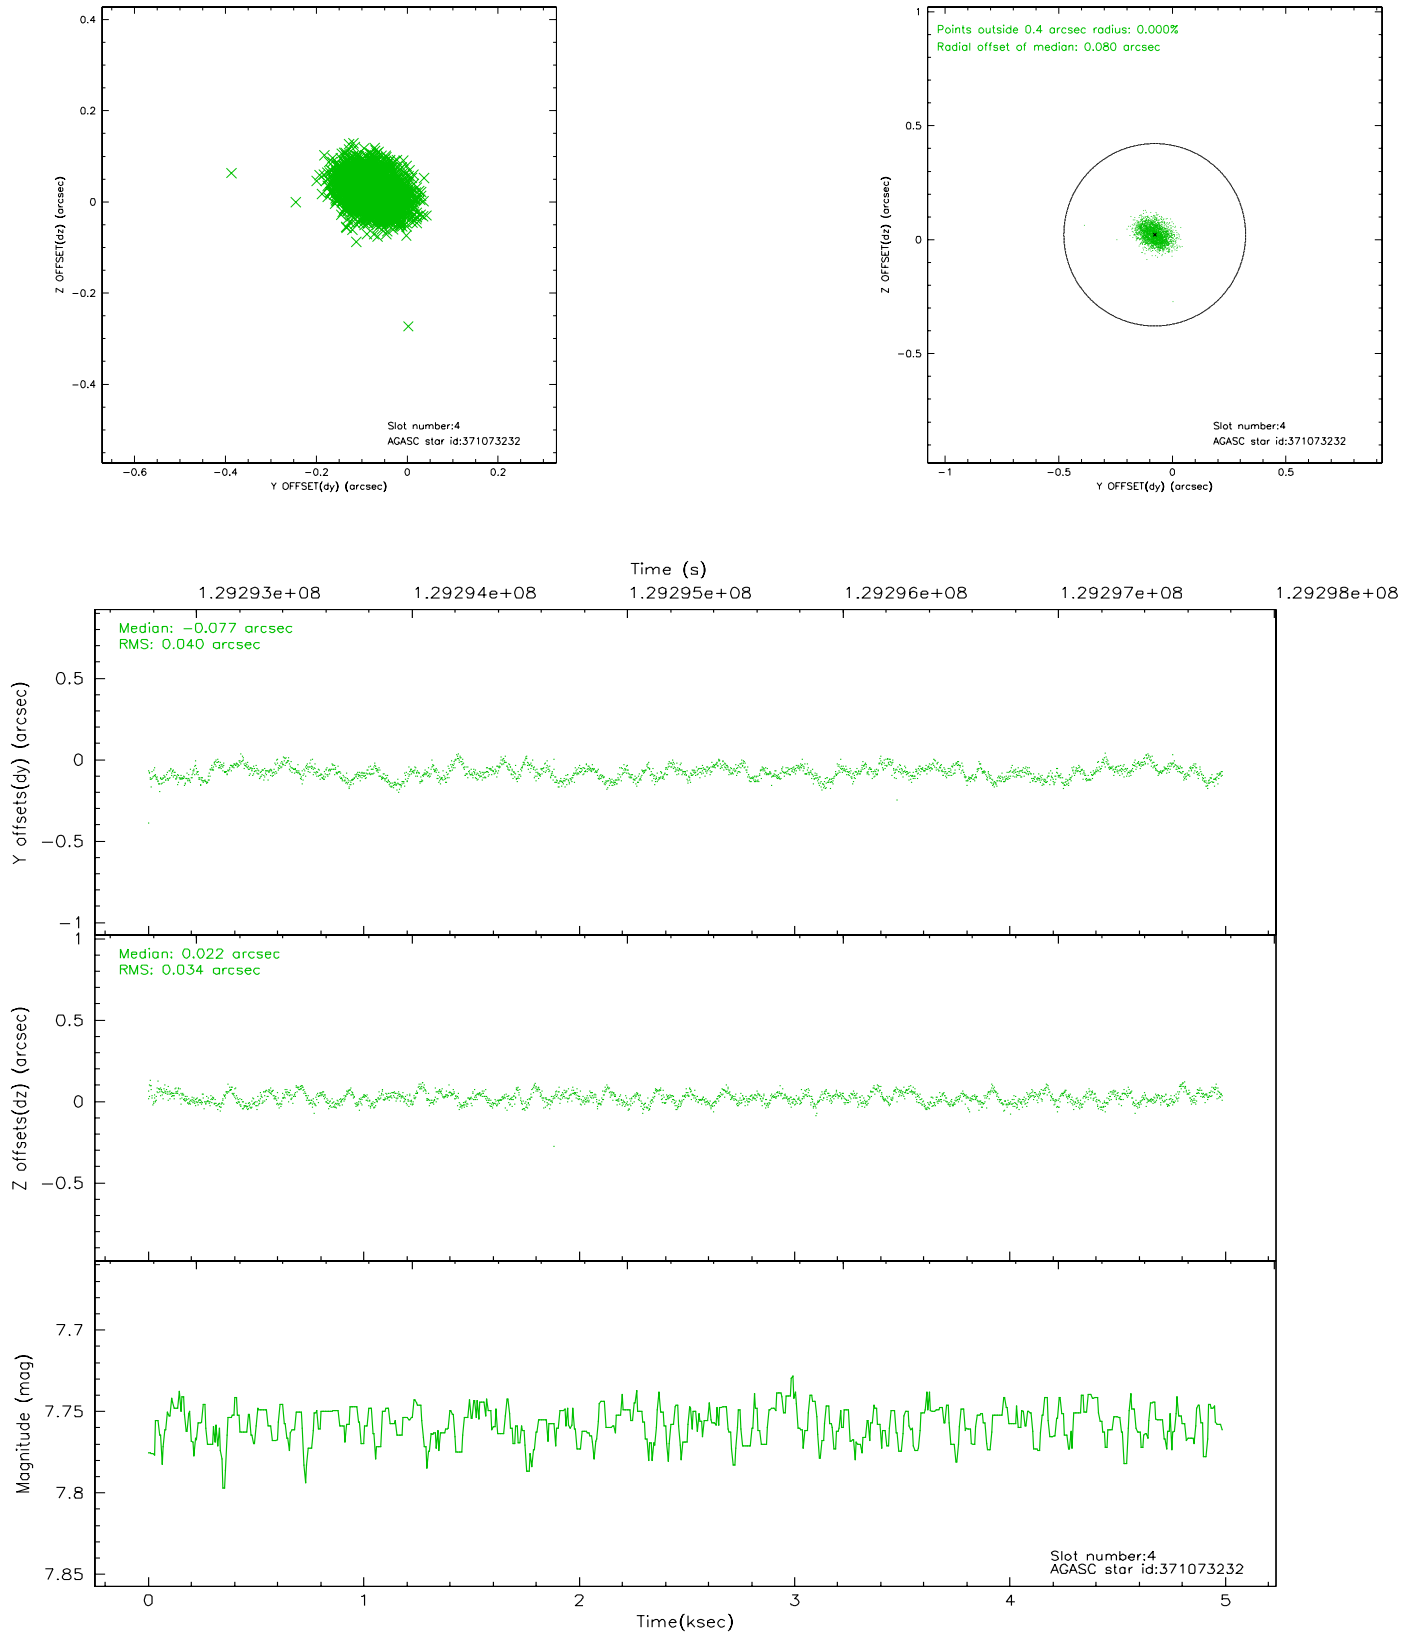 0.4
0.2
0
−0.2
−0.4
Z OFFSET(dz) (arcsec)
−0.6
−0.4
−0.2
0
0.2
Y OFFSET(dy) (arcsec)
Slot number:4
AGASC star id:371073232
Points outside 0.4 arcsec radius: 0.000%
Radial offset of median: 0.080 arcsec
1
0.5
0
−0.5
Z OFFSET(dz) (arcsec)
−1
−0.5
0
0.5
Y OFFSET(dy) (arcsec)
Slot number:4
AGASC star id:371073232
Time (s)
1.29293e+08
1.29294e+08
1.29295e+08
1.29296e+08
1.29297e+08
1.29298e+08
Median: −0.077 arcsec
RMS: 0.040 arcsec
0.5
0
−0.5
−1
Y offsets(dy) (arcsec)
Median: 0.022 arcsec
RMS: 0.034 arcsec
1
0.5
0
−0.5
Z offsets(dz) (arcsec)
7.7
7.75
7.8
7.85
Magnitude (mag)
Slot number:4
AGASC star id:371073232
0
1
2
3
4
5
Time(ksec)